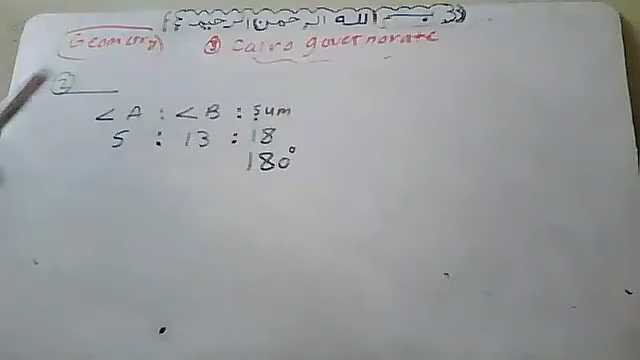 بسم الله الرحمن الرحيم
Geometry ③ Cairo governorate
②
∠A : ∠B : sum
5 : 13 : 18
180°